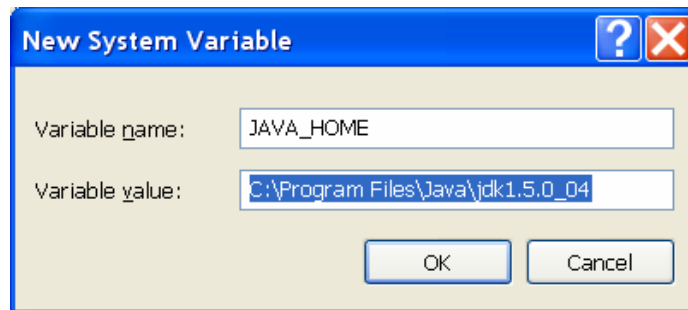 New System Variable
Variable name: JAVA_HOME
Variable value: C:\Program Files\Java\jdk1.5.0_04
OK Cancel